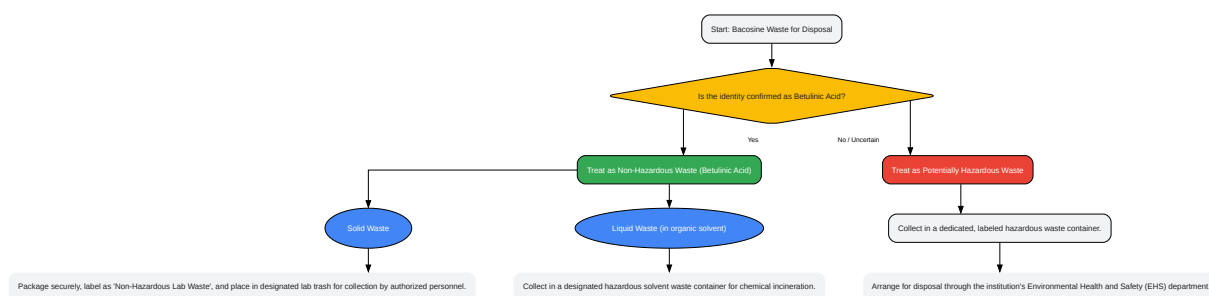 Start: Bacosine Waste for Disposal
Is the identity confirmed as Betulinic Acid?
Yes
No / Uncertain
Treat as Non-Hazardous Waste (Betulinic Acid)
Treat as Potentially Hazardous Waste
Solid Waste
Liquid Waste (in organic solvent)
Collect in a dedicated, labeled hazardous waste container.
Package securely, label as 'Non-Hazardous Lab Waste', and place in designated lab trash for collection by authorized personnel.
Collect in a designated hazardous solvent waste container for chemical incineration.
Arrange for disposal through the institution's Environmental Health and Safety (EHS) department